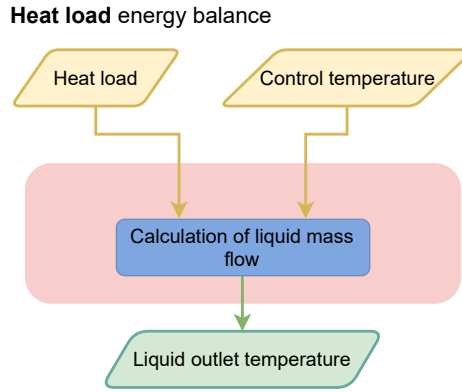 Heat load energy balance
Heat load
Control temperature
Calculation of liquid mass
flow
Liquid outlet temperature